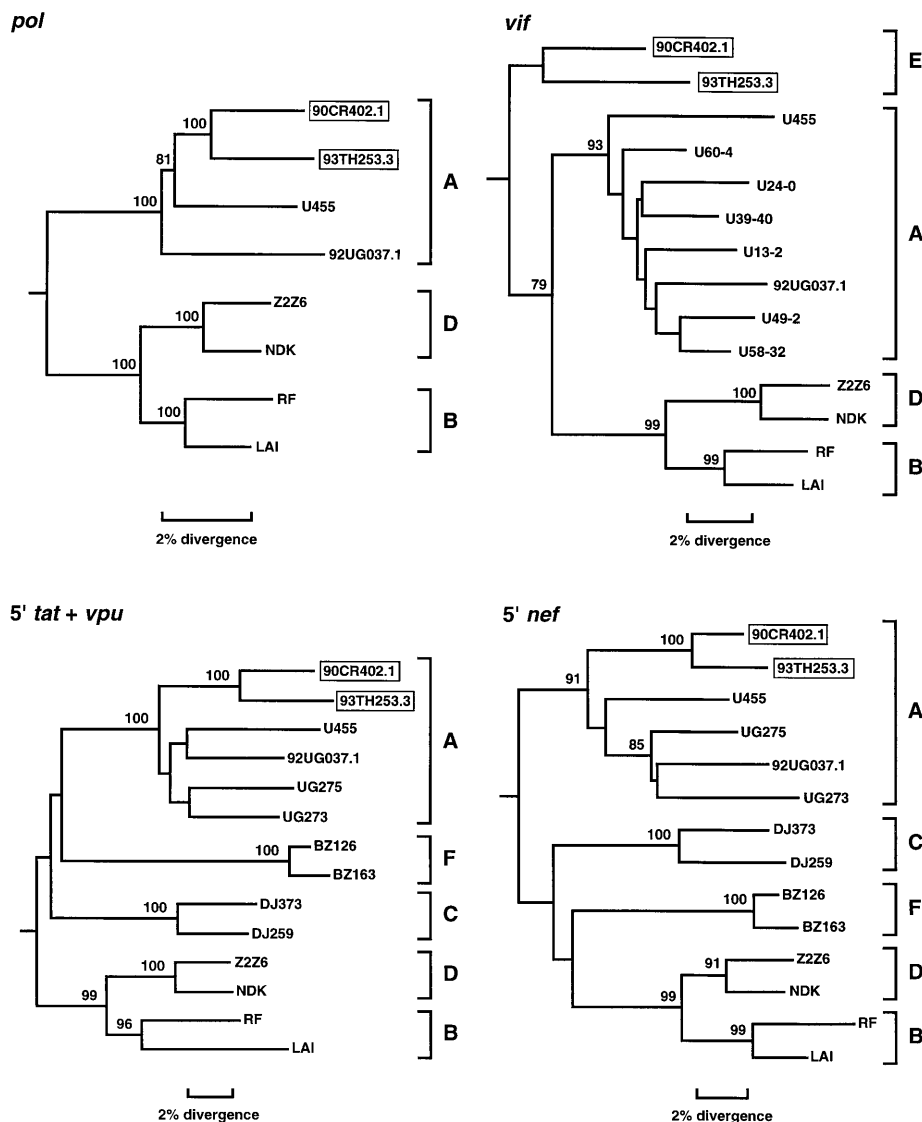 pol
100
90CR402.1
93TH253.3
81
U455
100
92UG037.1
A
Z2Z6
100
NDK
D
100
RF
100
LAI
B
2% divergence
vif
90CR402.1
93TH253.3
E
U455
93
U60-4
U24-0
U39-40
U13-2
92UG037.1
U49-2
U58-32
A
79
Z2Z6
100
NDK
D
99
RF
99
LAI
B
2% divergence
5' tat + vpu
90CR402.1
100
93TH253.3
100
U455
92UG037.1
UG275
UG273
A
BZ126
100
BZ163
F
DJ373
100
DJ259
C
Z2Z6
100
NDK
D
99
RF
96
LAI
B
2% divergence
5' nef
90CR402.1
100
93TH253.3
91
U455
UG275
85
92UG037.1
UG273
A
DJ373
100
DJ259
C
BZ126
100
BZ163
F
Z2Z6
91
NDK
D
99
RF
99
LAI
B
2% divergence